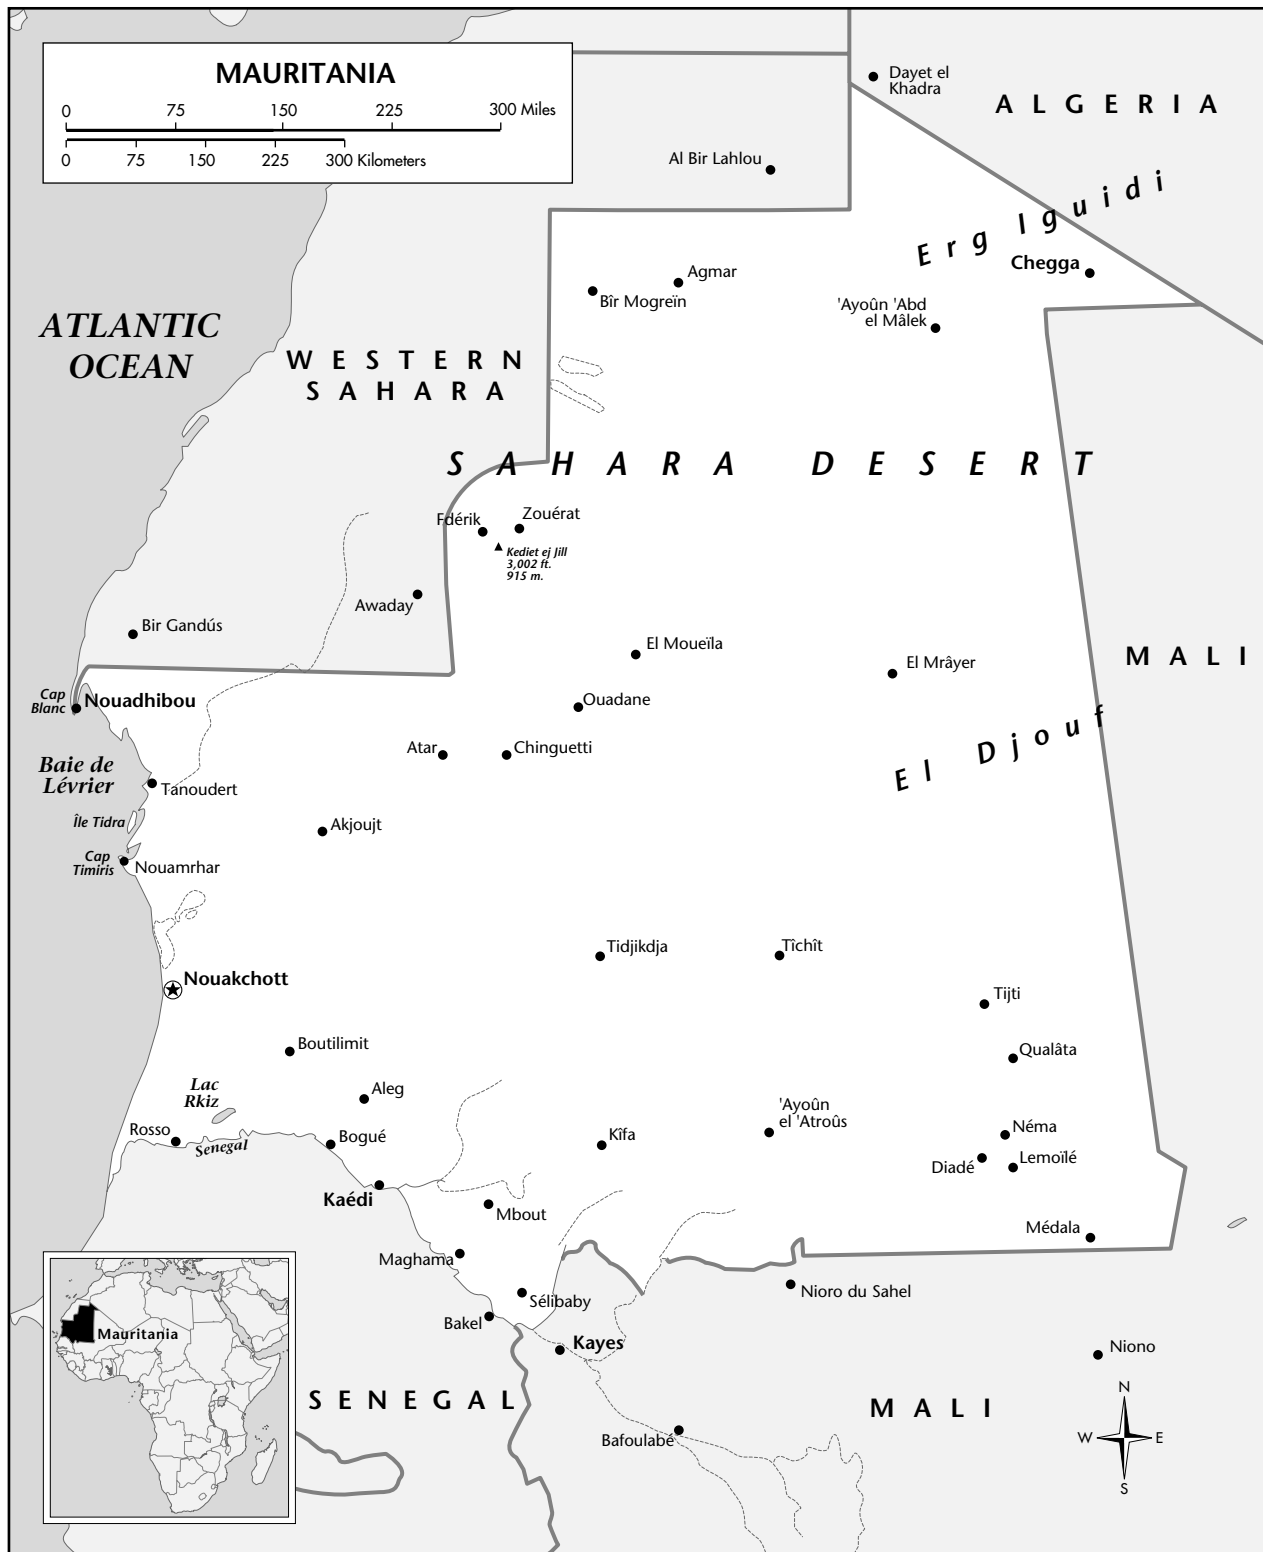 MAURITANIA
0 75 150 225 300 Miles
0 75 150 225 300 Kilometers
Dayet el
Khadra
ALGERIA
Al Bir Lahlou
Erg Iguidi
Chegga
Agmar
Bîr Mogreïn
'Ayoûn 'Abd
el Mâlek
ATLANTIC
OCEAN
WESTERN
SAHARA
SAHARA DESERT
Fdérik
Zouérat
Kediet ej Jill
3,002 ft.
915 m.
Awaday
Bir Gandús
El Moueïla
El Mrâyer
MALI
Cap
Blanc
Nouadhibou
Ouadane
El Djouf
Atar
Chinguetti
Baie de
Lévrier
Tanoudert
Île Tidra
Akjoujt
Cap
Timiris
Nouamrhar
Tidjikdja
Tîchît
Nouakchott
Tijti
Boutilimit
Qualâta
Lac
Rkiz
Aleg
'Ayoûn
el 'Atroûs
Rosso
Senegal
Bogué
Kîfa
Néma
Diadé
Lemoïlé
Kaédi
Mbout
Médala
Maghama
Sélibaby
Nioro du Sahel
Bakel
Kayes
Niono
Mauritania
SENEGAL
MALI
Bafoulabé
N
W E
S